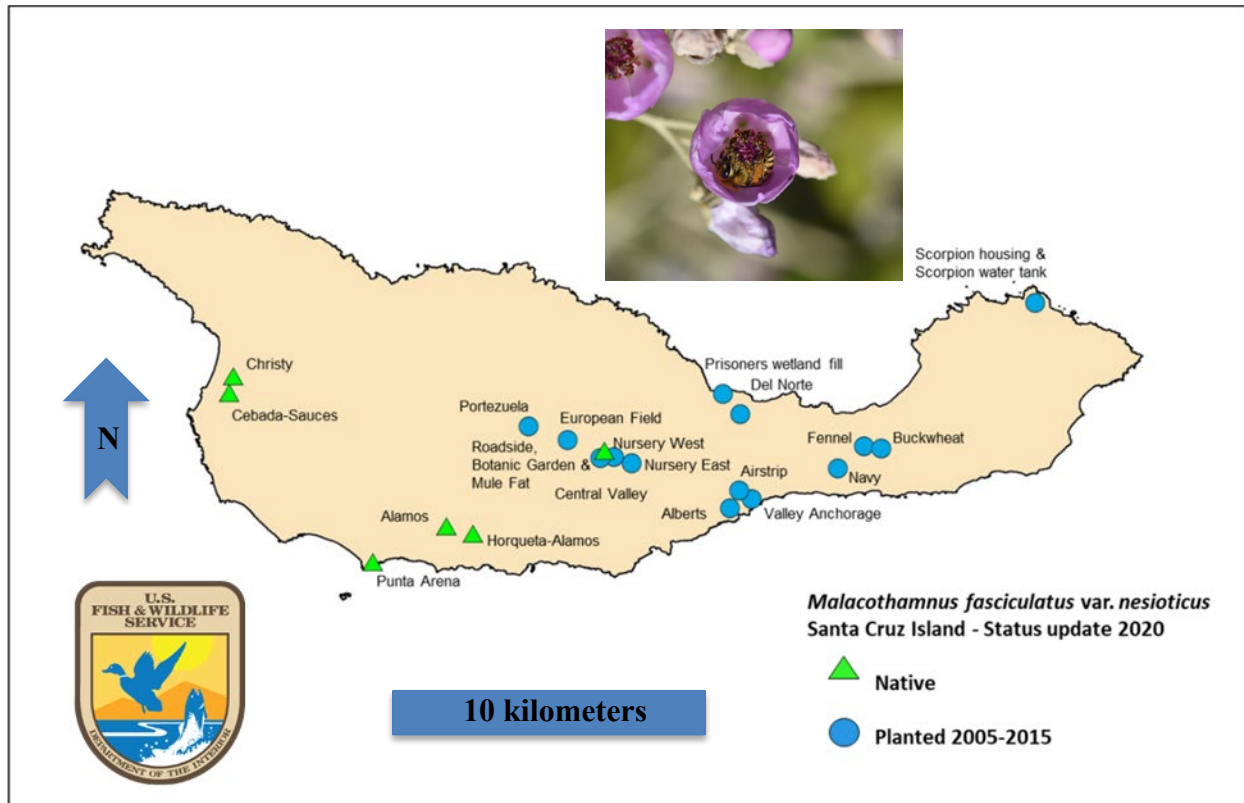 Scorpion housing &
Scorpion water tank
Christy
Cebada-Sauces
N
Prisoners wetland fill
Del Norte
Portezuela
European Field
Roadside,
Botanic Garden &
Mule Fat
Nursery West
Nursery East
Central Valley
Fennel
Buckwheat
Navy
Airstrip
Alberts
Valley Anchorage
Alamos
Horqueta-Alamos
Punta Arena
U.S.
FISH & WILDLIFE
SERVICE
DEPARTMENT OF THE INTERIOR
10 kilometers
Malacothamnus fasciculatus var. nesioticus
Santa Cruz Island - Status update 2020
Native
Planted 2005-2015